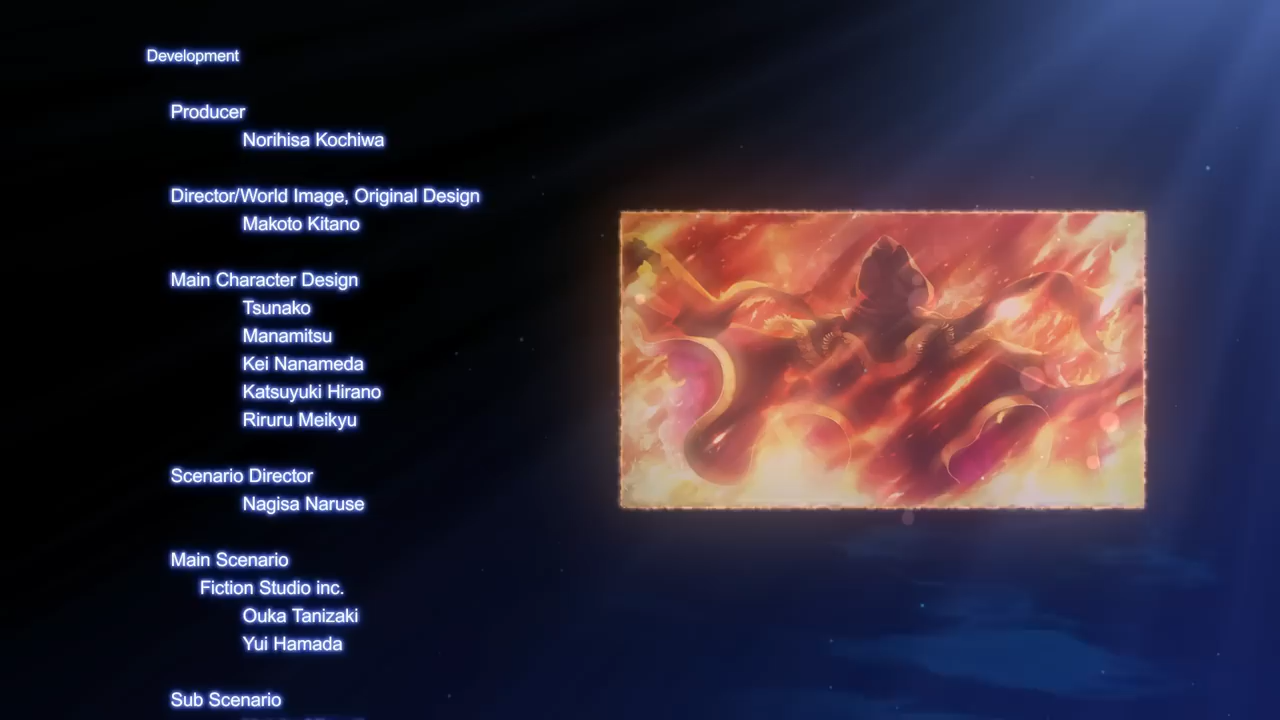 Development
Producer
Norihisa Kochiwa
Director/World Image, Original Design
Makoto Kitano
Main Character Design
Tsunako
Manamitsu
Kei Nanameda
Katsuyuki Hirano
Riruru Meikyu
Scenario Director
Nagisa Naruse
Main Scenario
Fiction Studio inc.
Ouka Tanizaki
Yui Hamada
Sub Scenario